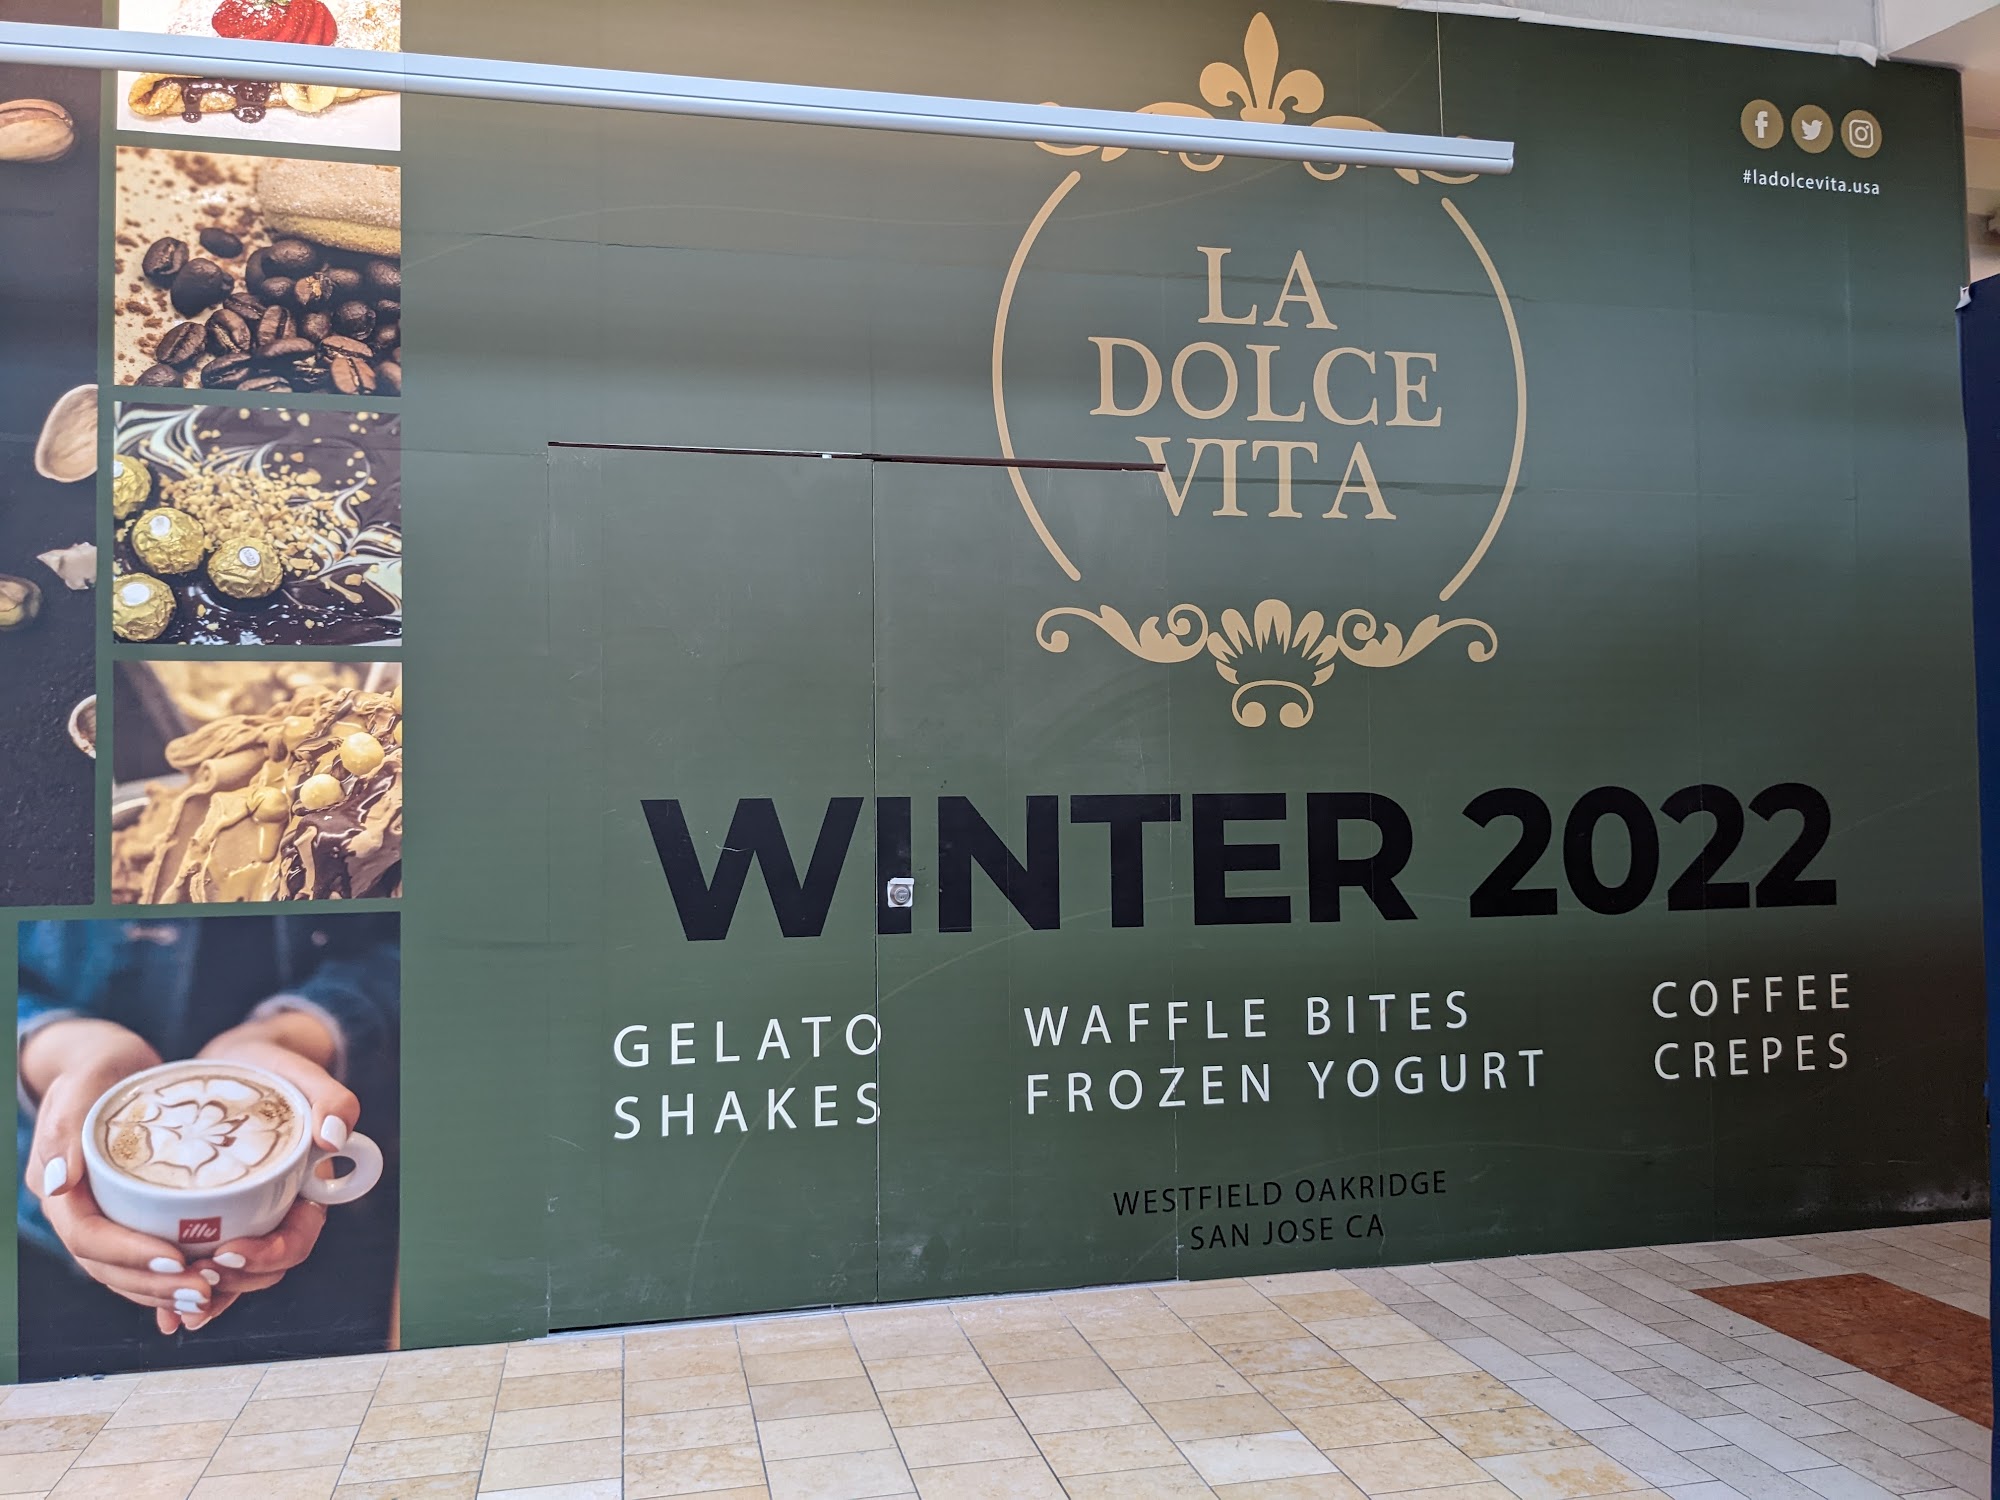 #ladolcevita.usa
LA
DOLCE
VITA
WINTER 2022
GELATO
SHAKES
WAFFLE BITES
FROZEN YOGURT
COFFEE
CREPES
WESTFIELD OAKRIDGE
SAN JOSE CA
illy